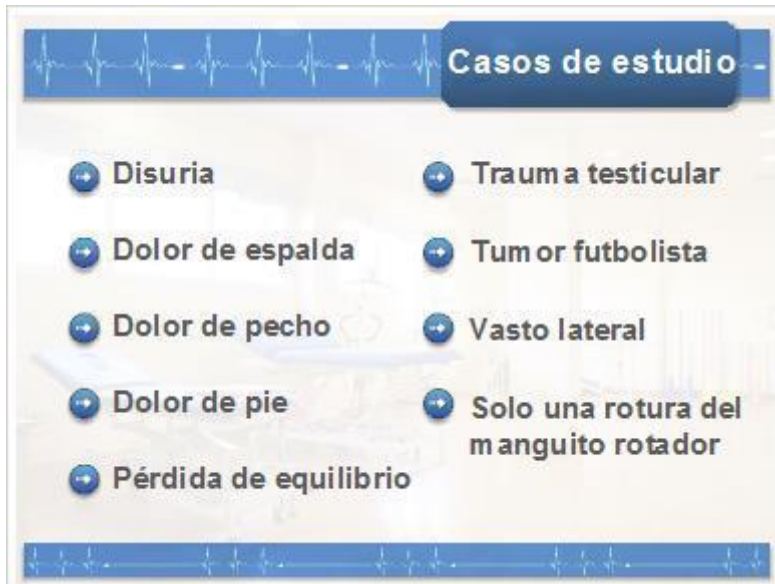 Casos de estudio
Disuria
Dolor de espalda
Dolor de pecho
Dolor de pie
Pérdida de equilibrio
Trauma testicular
Tumor futbolista
Vasto lateral
Solo una rotura del
manguito rotador